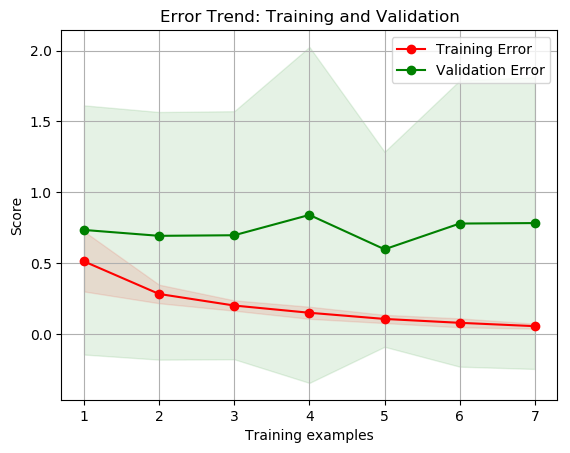 Error Trend: Training and Validation
Training Error
Validation Error
2.0
1.5
1.0
0.5
0.0
Score
1 2 3 4 5 6 7
Training examples